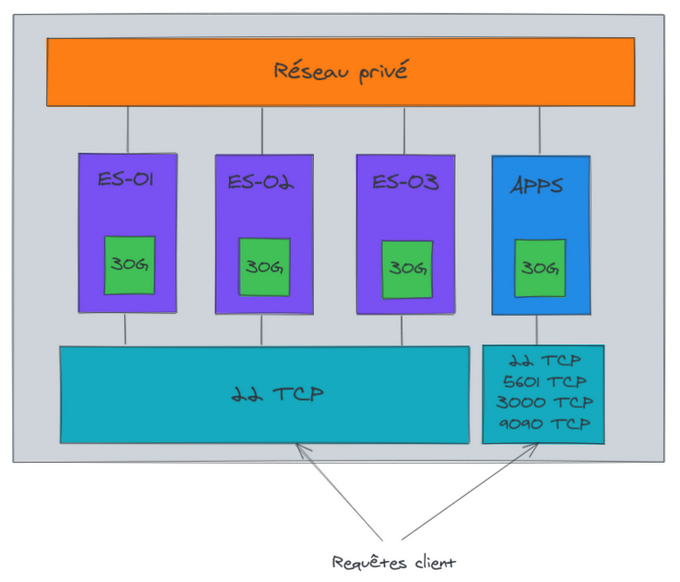 Réseau privé
ES-01
ES-02
ES-03
APPS
30G
30G
30G
30G
22 TCP
22 TCP
5601 TCP
3000 TCP
9090 TCP
Requêtes client